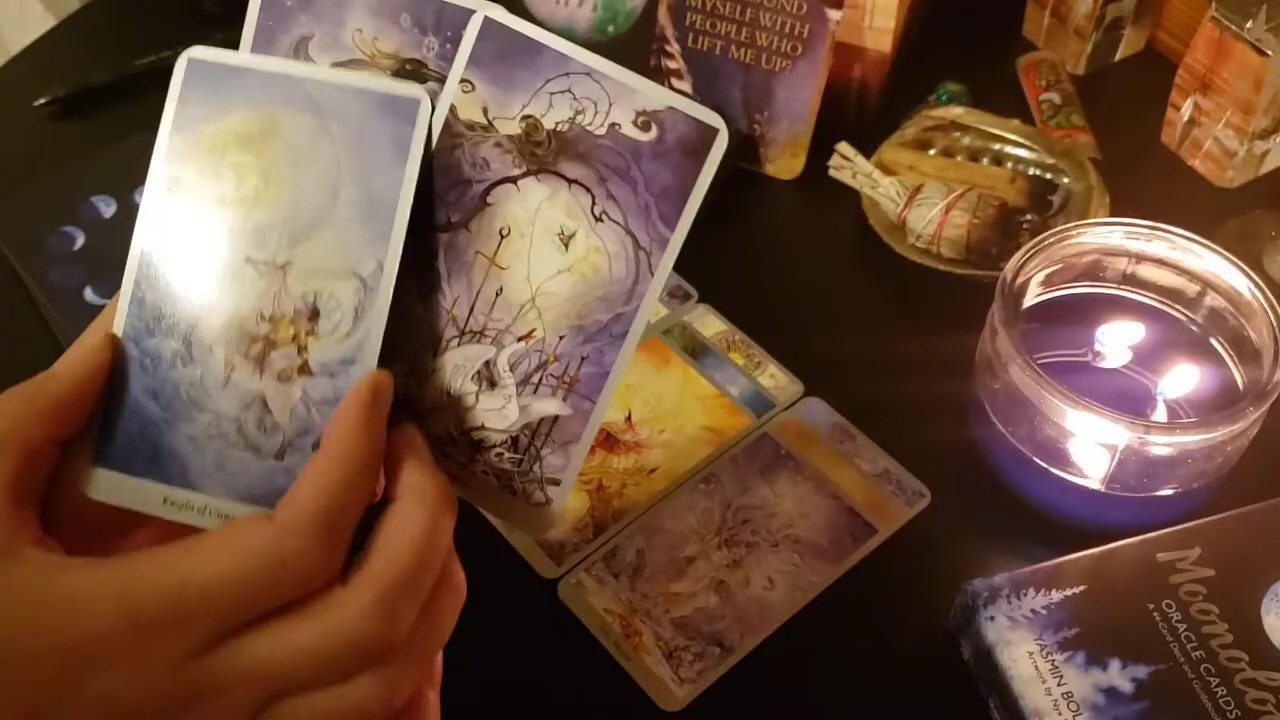 MYSELF WITH
PEOPLE WHO
LIFT ME UP?
Knight of Cups
Moonolo
ORACLE CARDS
A 44-Card Deck and Guidebook
YASMIN BOL
Artwork by Nyx